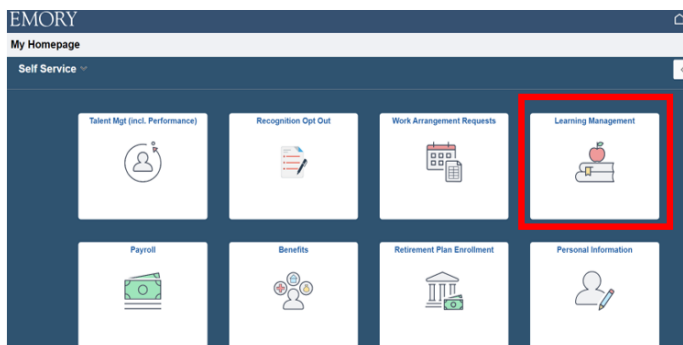 EMORY
My Homepage
Self Service
Talent Mgt (incl. Performance)
Recognition Opt Out
Work Arrangement Requests
Learning Management
Payroll
Benefits
Retirement Plan Enrollment
Personal Information